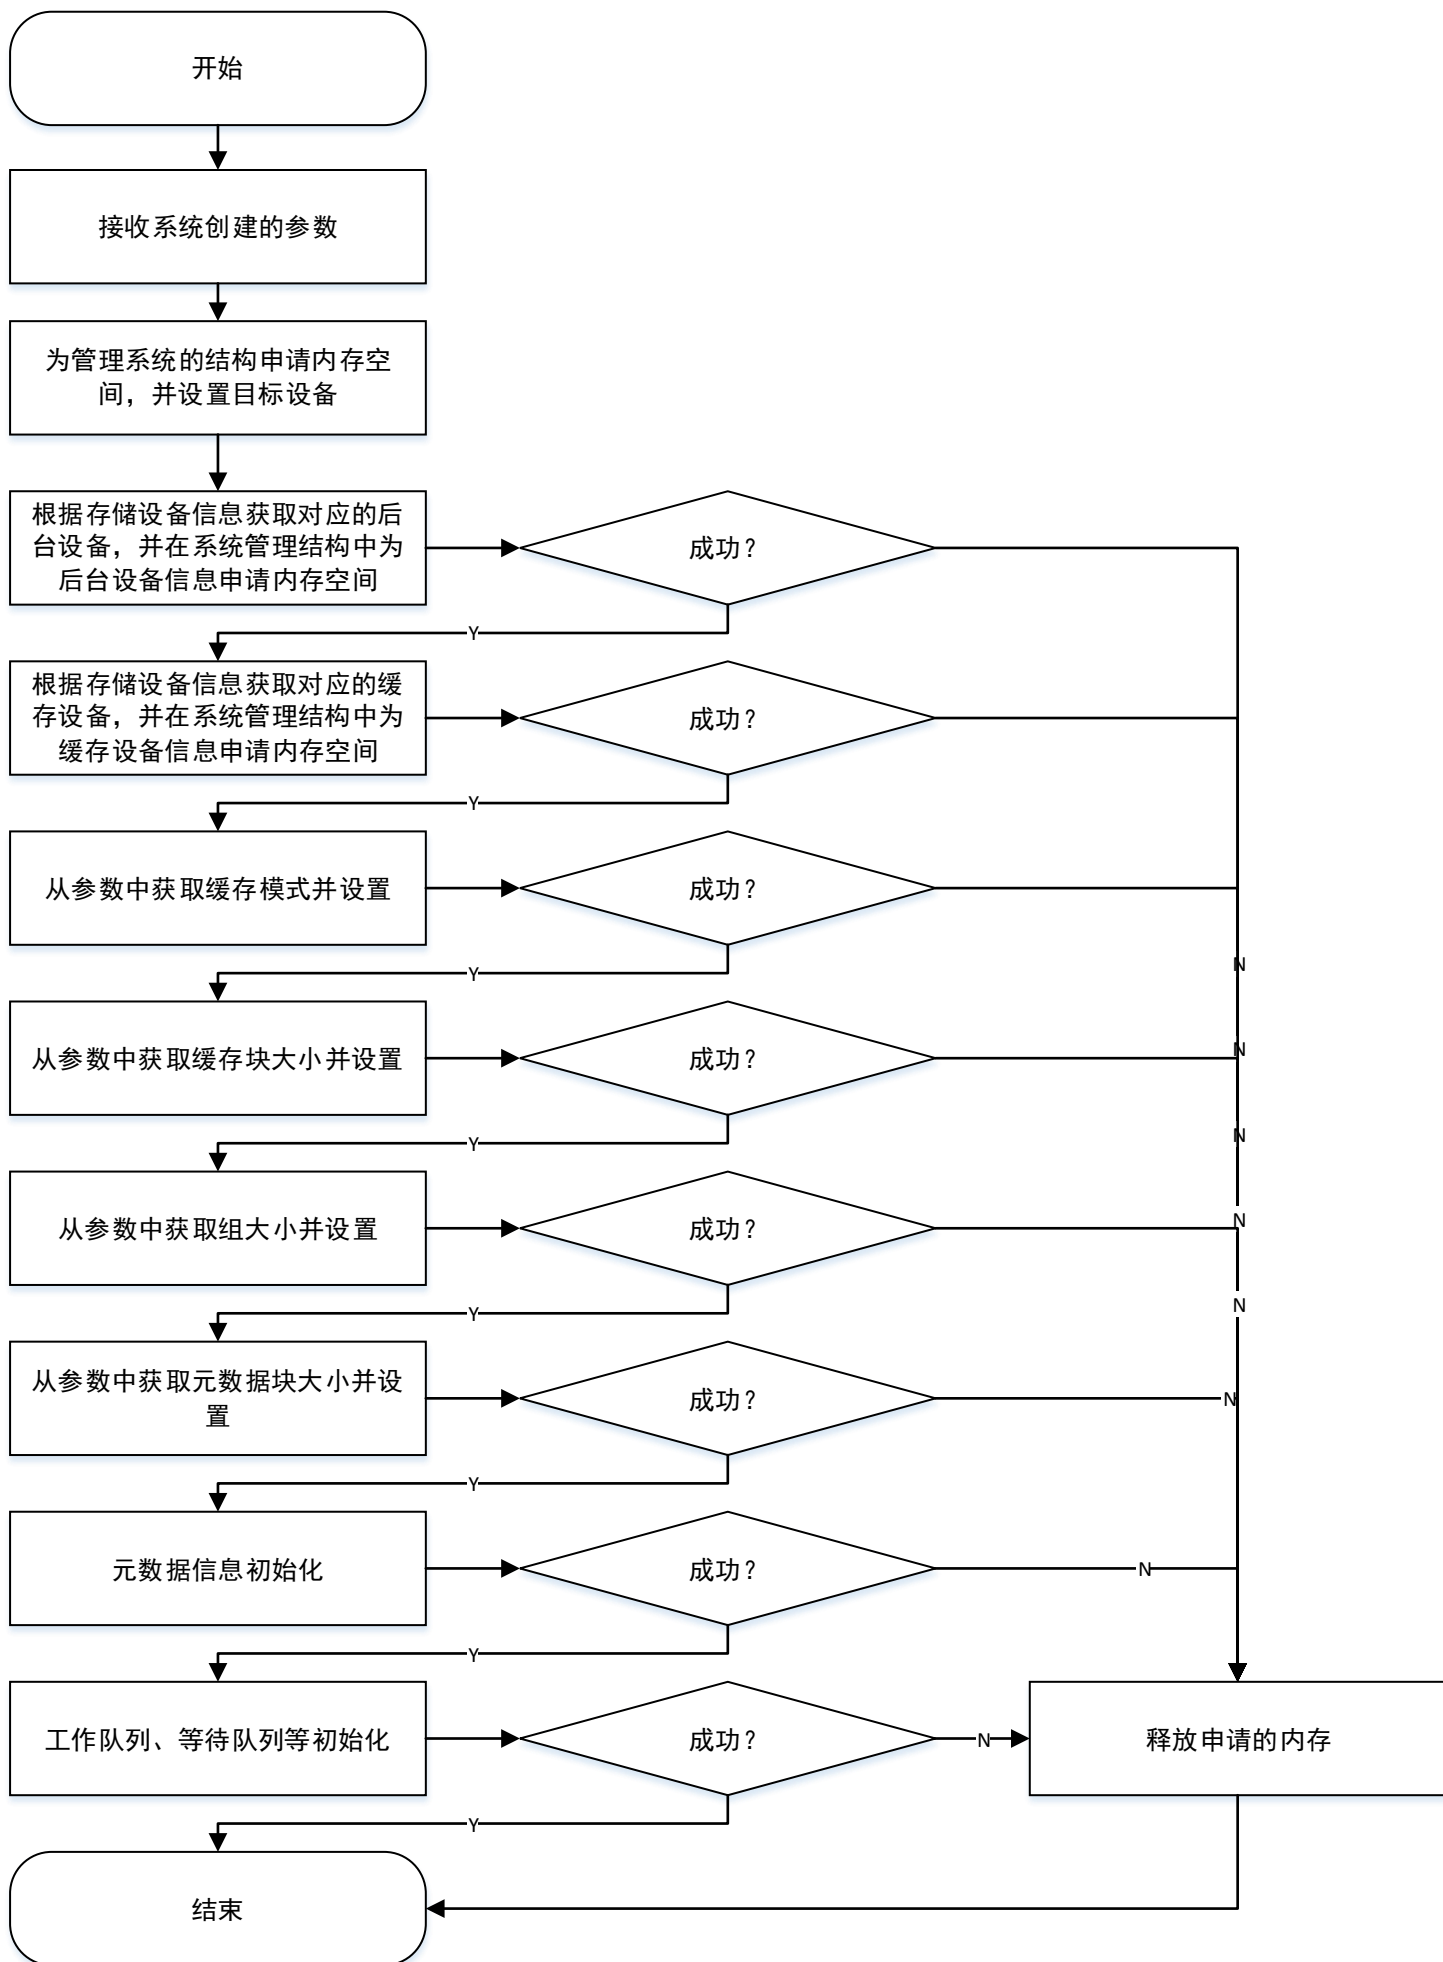 开始
接收系统创建的参数
为管理系统的结构申请内存空
间，并设置目标设备
根据存储设备信息获取对应的后
台设备，并在系统管理结构中为
后台设备信息申请内存空间
成功？
Y
根据存储设备信息获取对应的缓
存设备，并在系统管理结构中为
缓存设备信息申请内存空间
成功？
Y
从参数中获取缓存模式并设置
成功？
N
Y
从参数中获取缓存块大小并设置
成功？
N
N
Y
从参数中获取组大小并设置
成功？
N
N
Y
从参数中获取元数据块大小并设
置
成功？
N
Y
元数据信息初始化
成功？
N
Y
工作队列、等待队列等初始化
成功？
N
释放申请的内存
Y
结束